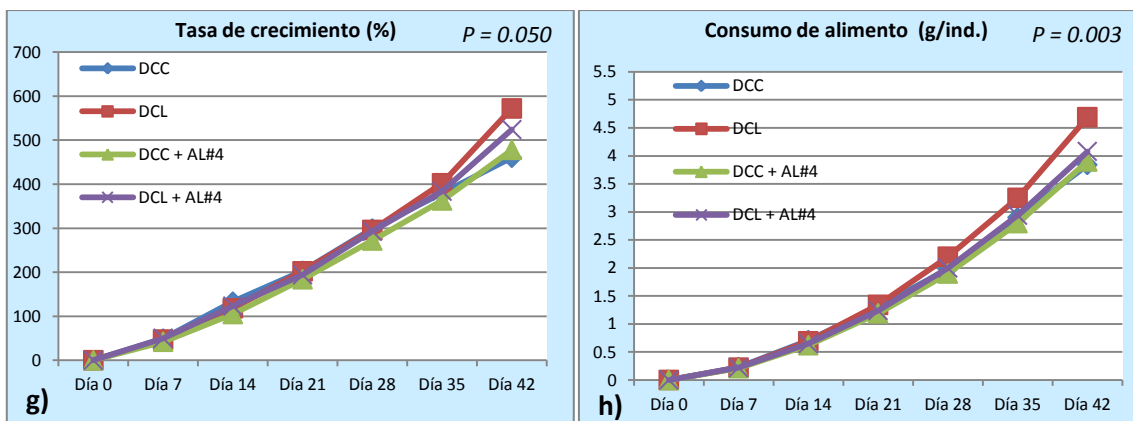 Tasa de crecimiento (%)
P = 0.050
700
600
500
400
300
200
100
0
DCC
DCL
DCC + AL#4
DCL + AL#4
Día 0 Día 7 Día 14 Día 21 Día 28 Día 35 Día 42
g)
Consumo de alimento (g/ind.)
P = 0.003
5.5
5
4.5
4
3.5
3
2.5
2
1.5
1
0.5
0
DCC
DCL
DCC + AL#4
DCL + AL#4
Día 0 Día 7 Día 14 Día 21 Día 28 Día 35 Día 42
h)